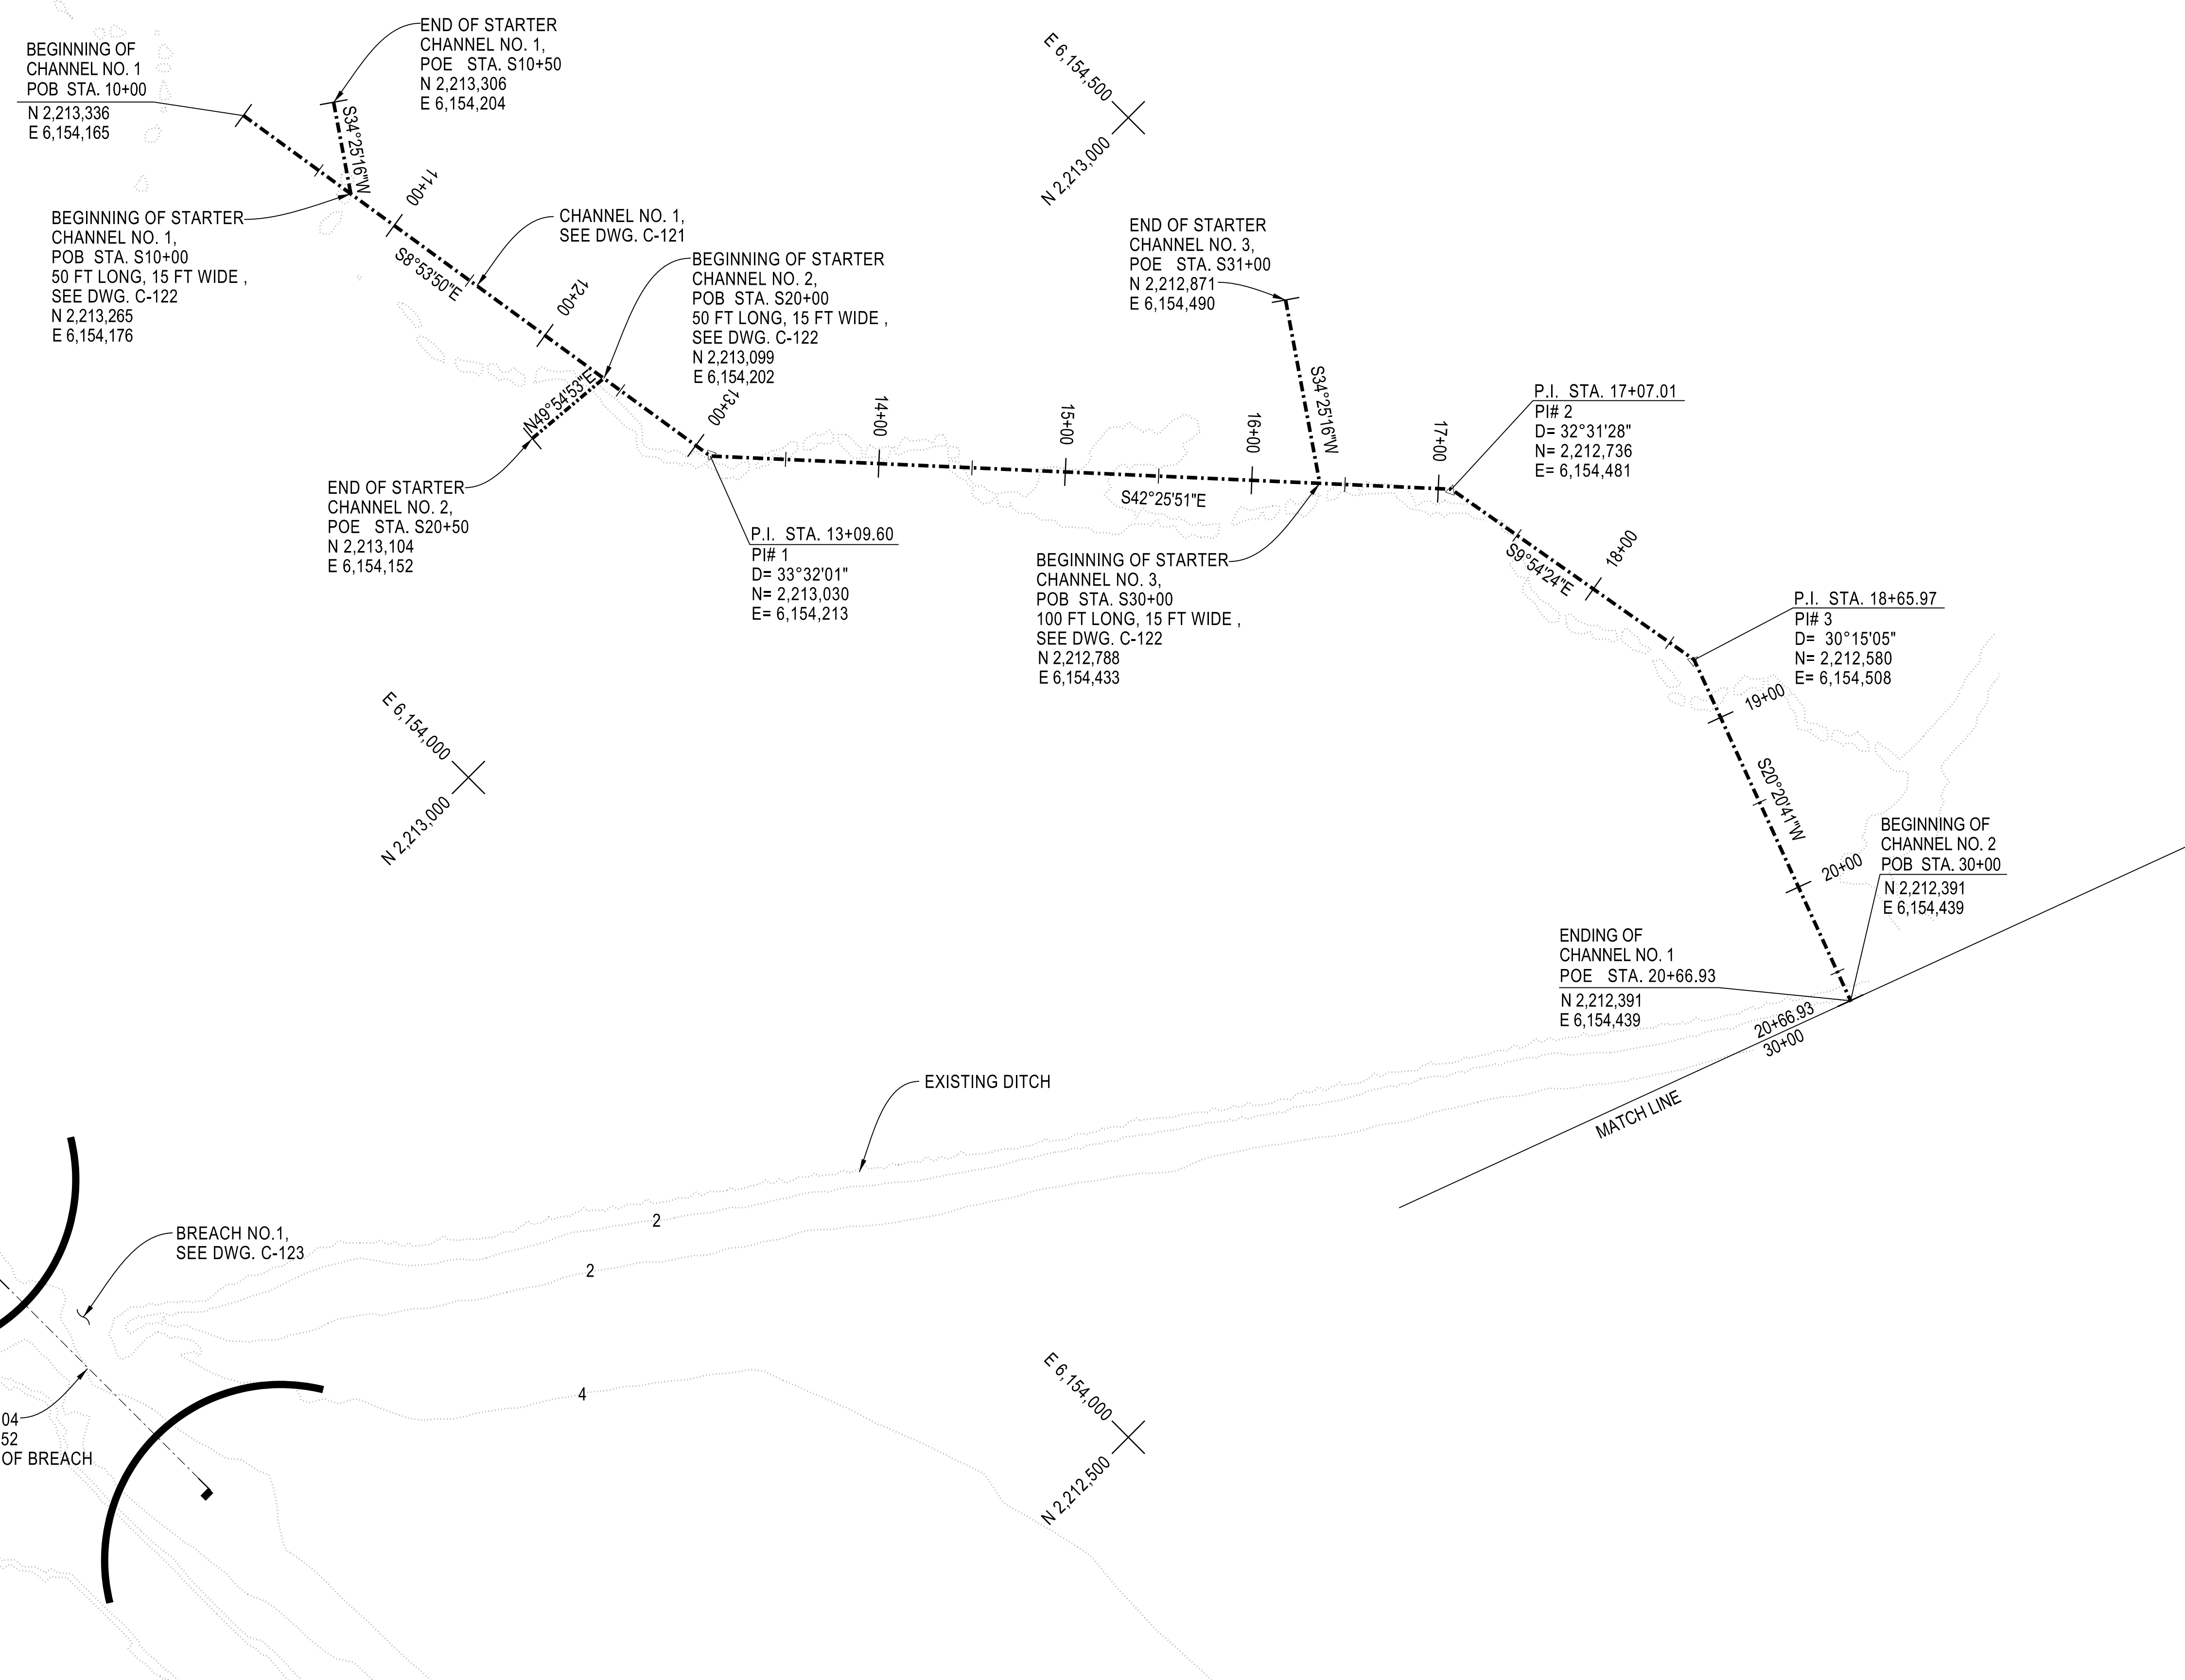 END OF STARTER
CHANNEL NO. 1,
POE STA. S10+50
N 2,213,306
E 6,154,204
BEGINNING OF
CHANNEL NO. 1
POB STA. 10+00
N 2,213,336
E 6,154,165
S34°25'16"W
BEGINNING OF STARTER
CHANNEL NO. 1,
POB STA. S10+00
50 FT LONG, 15 FT WIDE ,
SEE DWG. C-122
N 2,213,265
E 6,154,176
11+00
S8°53'50"E
CHANNEL NO. 1,
SEE DWG. C-121
12+00
BEGINNING OF STARTER
CHANNEL NO. 2,
POB STA. S20+00
50 FT LONG, 15 FT WIDE ,
SEE DWG. C-122
N 2,213,099
E 6,154,202
N49°54'53"E
13+00
END OF STARTER
CHANNEL NO. 2,
POE STA. S20+50
N 2,213,104
E 6,154,152
P.I. STA. 13+09.60
PI# 1
D= 33°32'01"
N= 2,213,030
E= 6,154,213
E 6,154,500
N 2,213,000
14+00
15+00
16+00
17+00
S42°25'51"E
END OF STARTER
CHANNEL NO. 3,
POE STA. S31+00
N 2,212,871
E 6,154,490
S34°25'16"W
BEGINNING OF STARTER
CHANNEL NO. 3,
POB STA. S30+00
100 FT LONG, 15 FT WIDE ,
SEE DWG. C-122
N 2,212,788
E 6,154,433
P.I. STA. 17+07.01
PI# 2
D= 32°31'28"
N= 2,212,736
E= 6,154,481
S9°54'24"E
18+00
P.I. STA. 18+65.97
PI# 3
D= 30°15'05"
N= 2,212,580
E= 6,154,508
19+00
S20°20'41"W
20+00
BEGINNING OF
CHANNEL NO. 2
POB STA. 30+00
N 2,212,391
E 6,154,439
ENDING OF
CHANNEL NO. 1
POE STA. 20+66.93
N 2,212,391
E 6,154,439
20+66.93
30+00
MATCH LINE
E 6,154,000
N 2,213,000
EXISTING DITCH
2
2
4
BREACH NO.1,
SEE DWG. C-123
04
52
OF BREACH
E 6,154,000
N 2,212,500